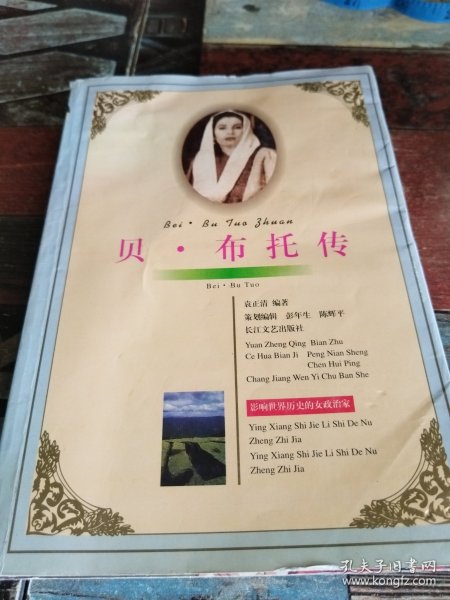 Bei · Bu Tuo Zhuan
贝·布托传
Bei · Bu Tuo
袁正清 编著
策划编辑 彭年生 陈辉平
长江文艺出版社
Yuan Zheng Qing Bian Zhu
Ce Hua Bian Ji Peng Nian Sheng
Chen Hui Ping
Chang Jiang Wen Yi Chu Ban She
影响世界历史的女政治家
Ying Xiang Shi Jie Li Shi De Nu
Zheng Zhi Jia
Ying Xiang Shi Jie Li Shi De Nu
Zheng Zhi Jia
孔夫子旧书网
www.kongfz.com